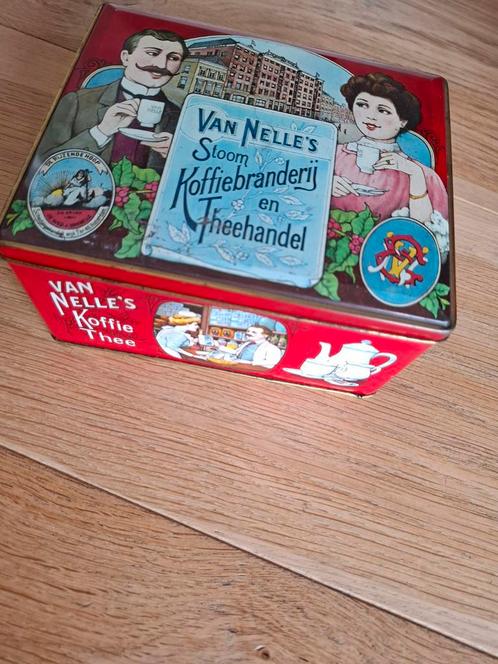 VAN NELLE'S
Stoom
Koffiebranderij
en
Theehandel
VAN
NELLE'S
Koffie
Thee